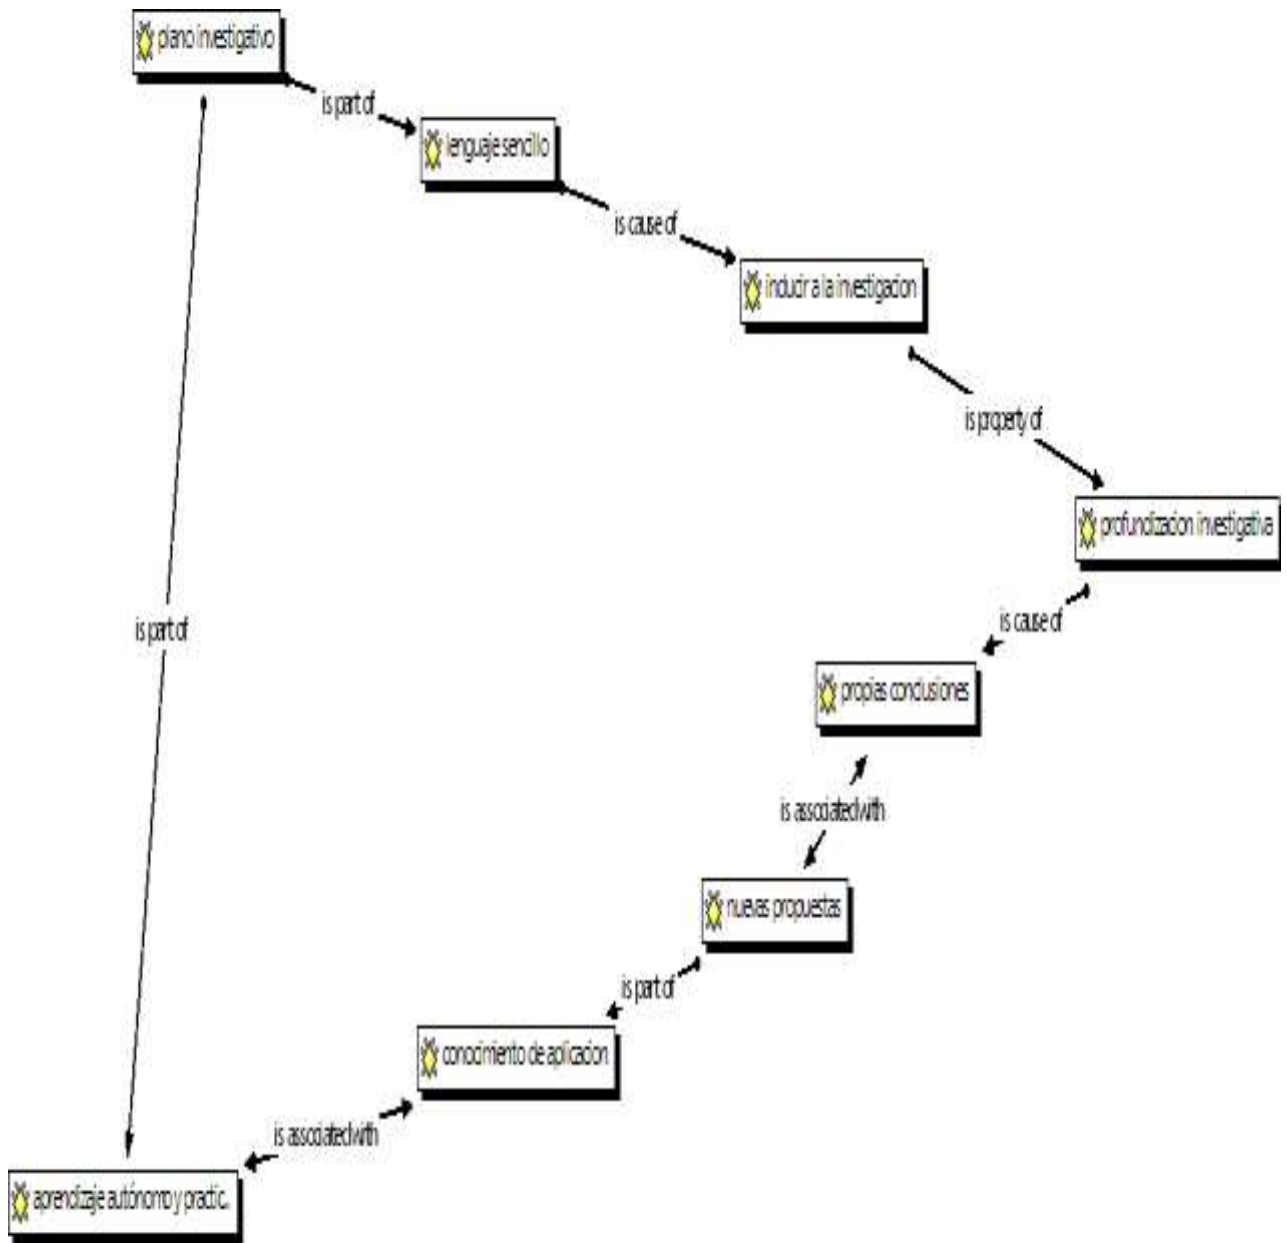 plano investigativo
is part of
lenguaje sencillo
is cause of
inducir a la investigacion
is property of
profundizacion investigativa
is cause of
is part of
propias conclusiones
is associated with
nuevas propuestas
is part of
conocimiento de aplicacion
is associated with
aprendizaje autónomo y practic..